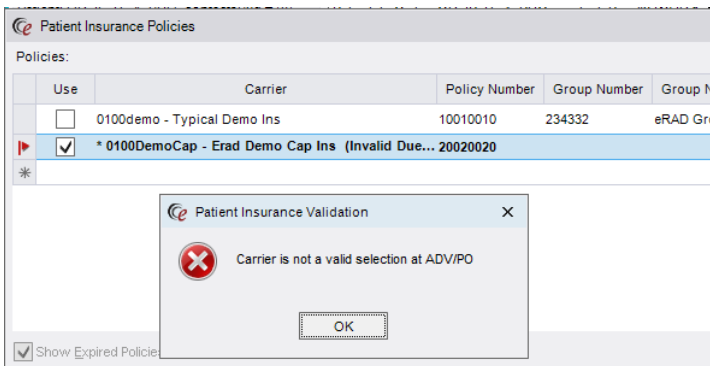 Patient Insurance Policies
Policies:
Use Carrier Policy Number Group Number Group N
0100demo - Typical Demo Ins 10010010 234332 eRAD Gr
* 0100DemoCap - Erad Demo Cap Ins (Invalid Due... 20020020
Patient Insurance Validation
Carrier is not a valid selection at ADV/PO
OK
Show Expired Policie